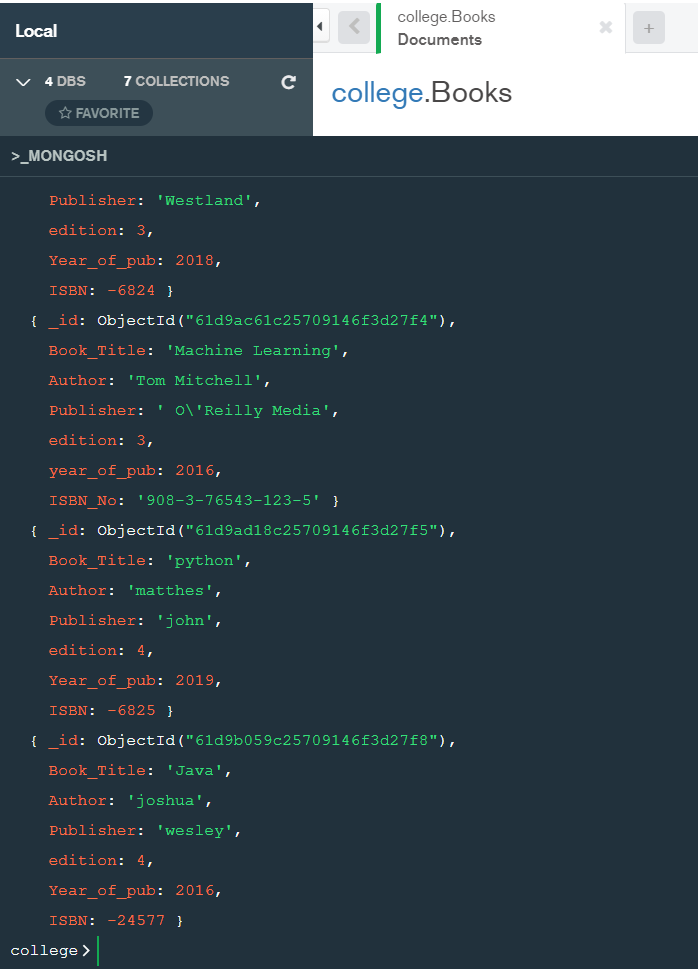 Local
college.Books
Documents
4 DBS 7 COLLECTIONS
FAVORITE
college.Books
>_MONGOSH
Publisher: 'Westland',
edition: 3,
Year_of_pub: 2018,
ISBN: -6824 }
{ _id: ObjectId("61d9ac61c25709146f3d27f4"),
Book_Title: 'Machine Learning',
Author: 'Tom Mitchell',
Publisher: ' O\'Reilly Media',
edition: 3,
year_of_pub: 2016,
ISBN_No: '908-3-76543-123-5' }
{ _id: ObjectId("61d9ad18c25709146f3d27f5"),
Book_Title: 'python',
Author: 'matthes',
Publisher: 'john',
edition: 4,
Year_of_pub: 2019,
ISBN: -6825 }
{ _id: ObjectId("61d9b059c25709146f3d27f8"),
Book_Title: 'Java',
Author: 'joshua',
Publisher: 'wesley',
edition: 4,
Year_of_pub: 2016,
ISBN: -24577 }
college>